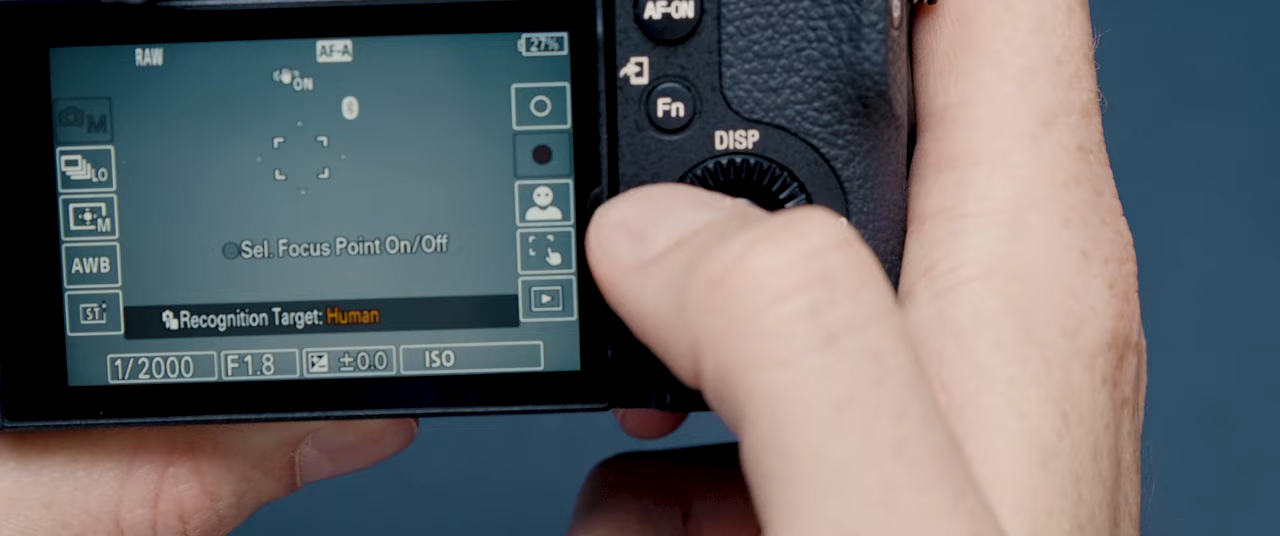 RAW
AF-A
27%
AF-ON
ON
Fn
M
DISP
LO
M
Sel. Focus Point On/Off
AWB
ST
Recognition Target: Human
1/2000
F1.8
±0.0
ISO